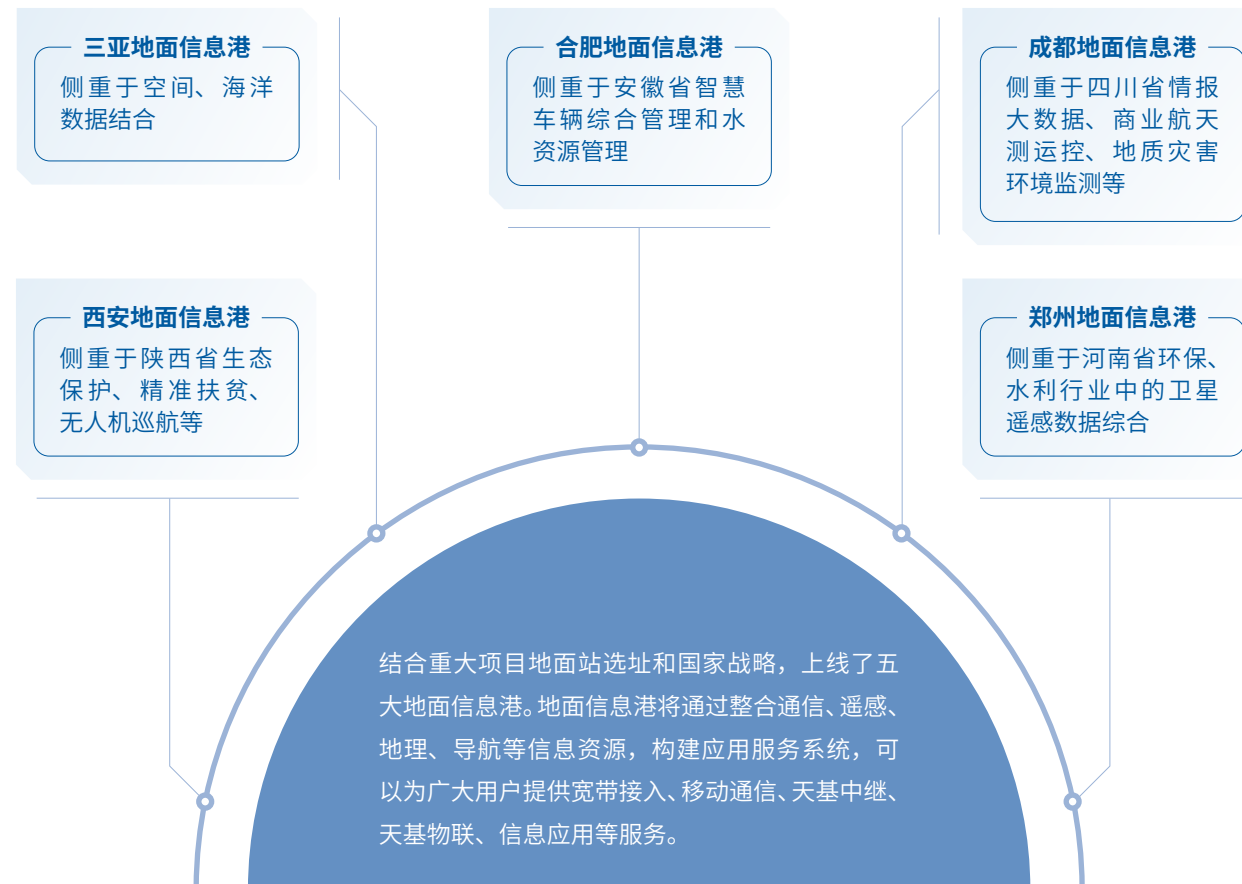 三亚地面信息港
侧重于空间、海洋
数据结合
合肥地面信息港
侧重于安徽省智慧
车辆综合管理和水
资源管理
成都地面信息港
侧重于四川省情报
大数据、商业航天
测运控、地质灾害
环境监测等
西安地面信息港
侧重于陕西省生态
保护、精准扶贫、
无人机巡航等
郑州地面信息港
侧重于河南省环保、
水利行业中的卫星
遥感数据综合
结合重大项目地面站选址和国家战略，上线了五
大地面信息港。地面信息港将通过整合通信、遥感、
地理、导航等信息资源，构建应用服务系统，可
以为广大用户提供宽带接入、移动通信、天基中继、
天基物联、信息应用等服务。